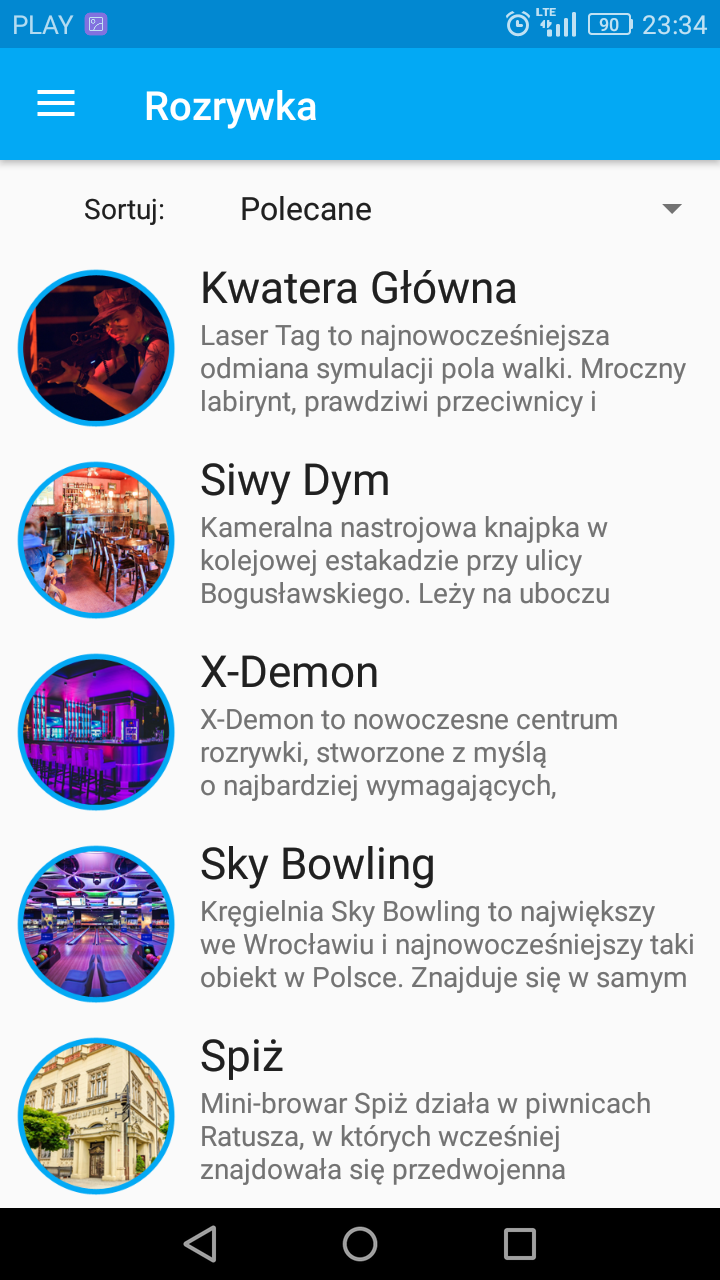 PLAY LTE 90 23:34
Rozrywka
Sortuj: Polecane
Kwatera Główna
Laser Tag to najnowocześniejsza
odmiana symulacji pola walki. Mroczny
labirynt, prawdziwi przeciwnicy i
Siwy Dym
Kameralna nastrojowa knajpka w
kolejowej estakadzie przy ulicy
Bogusławskiego. Leży na uboczu
X-Demon
X-Demon to nowoczesne centrum
rozrywki, stworzone z myślą
o najbardziej wymagających,
Sky Bowling
Kręgielnia Sky Bowling to największy
we Wrocławiu i najnowocześniejszy taki
obiekt w Polsce. Znajduje się w samym
Spiż
Mini-browar Spiż działa w piwnicach
Ratusza, w których wcześniej
znajdowała się przedwojenna